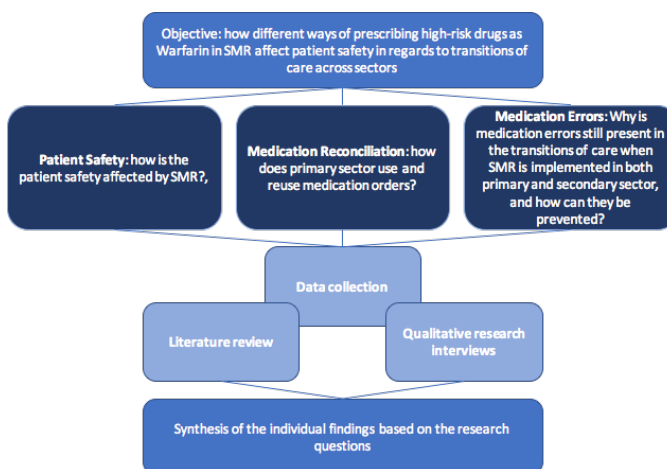 Objective: how different ways of prescribing high-risk drugs as
Warfarin in SMR affect patient safety in regards to transitions of
care across sectors
Patient Safety: how is the
patient safety affected by SMR?,
Medication Reconciliation: how
does primary sector use and
reuse medication orders?
Medication Errors: Why is
medication errors still present in
the transitions of care when
SMR is implemented in both
primary and secondary sector,
and how can they be
prevented?
Data collection
Literature review
Qualitative research
interviews
Synthesis of the individual findings based on the research
questions